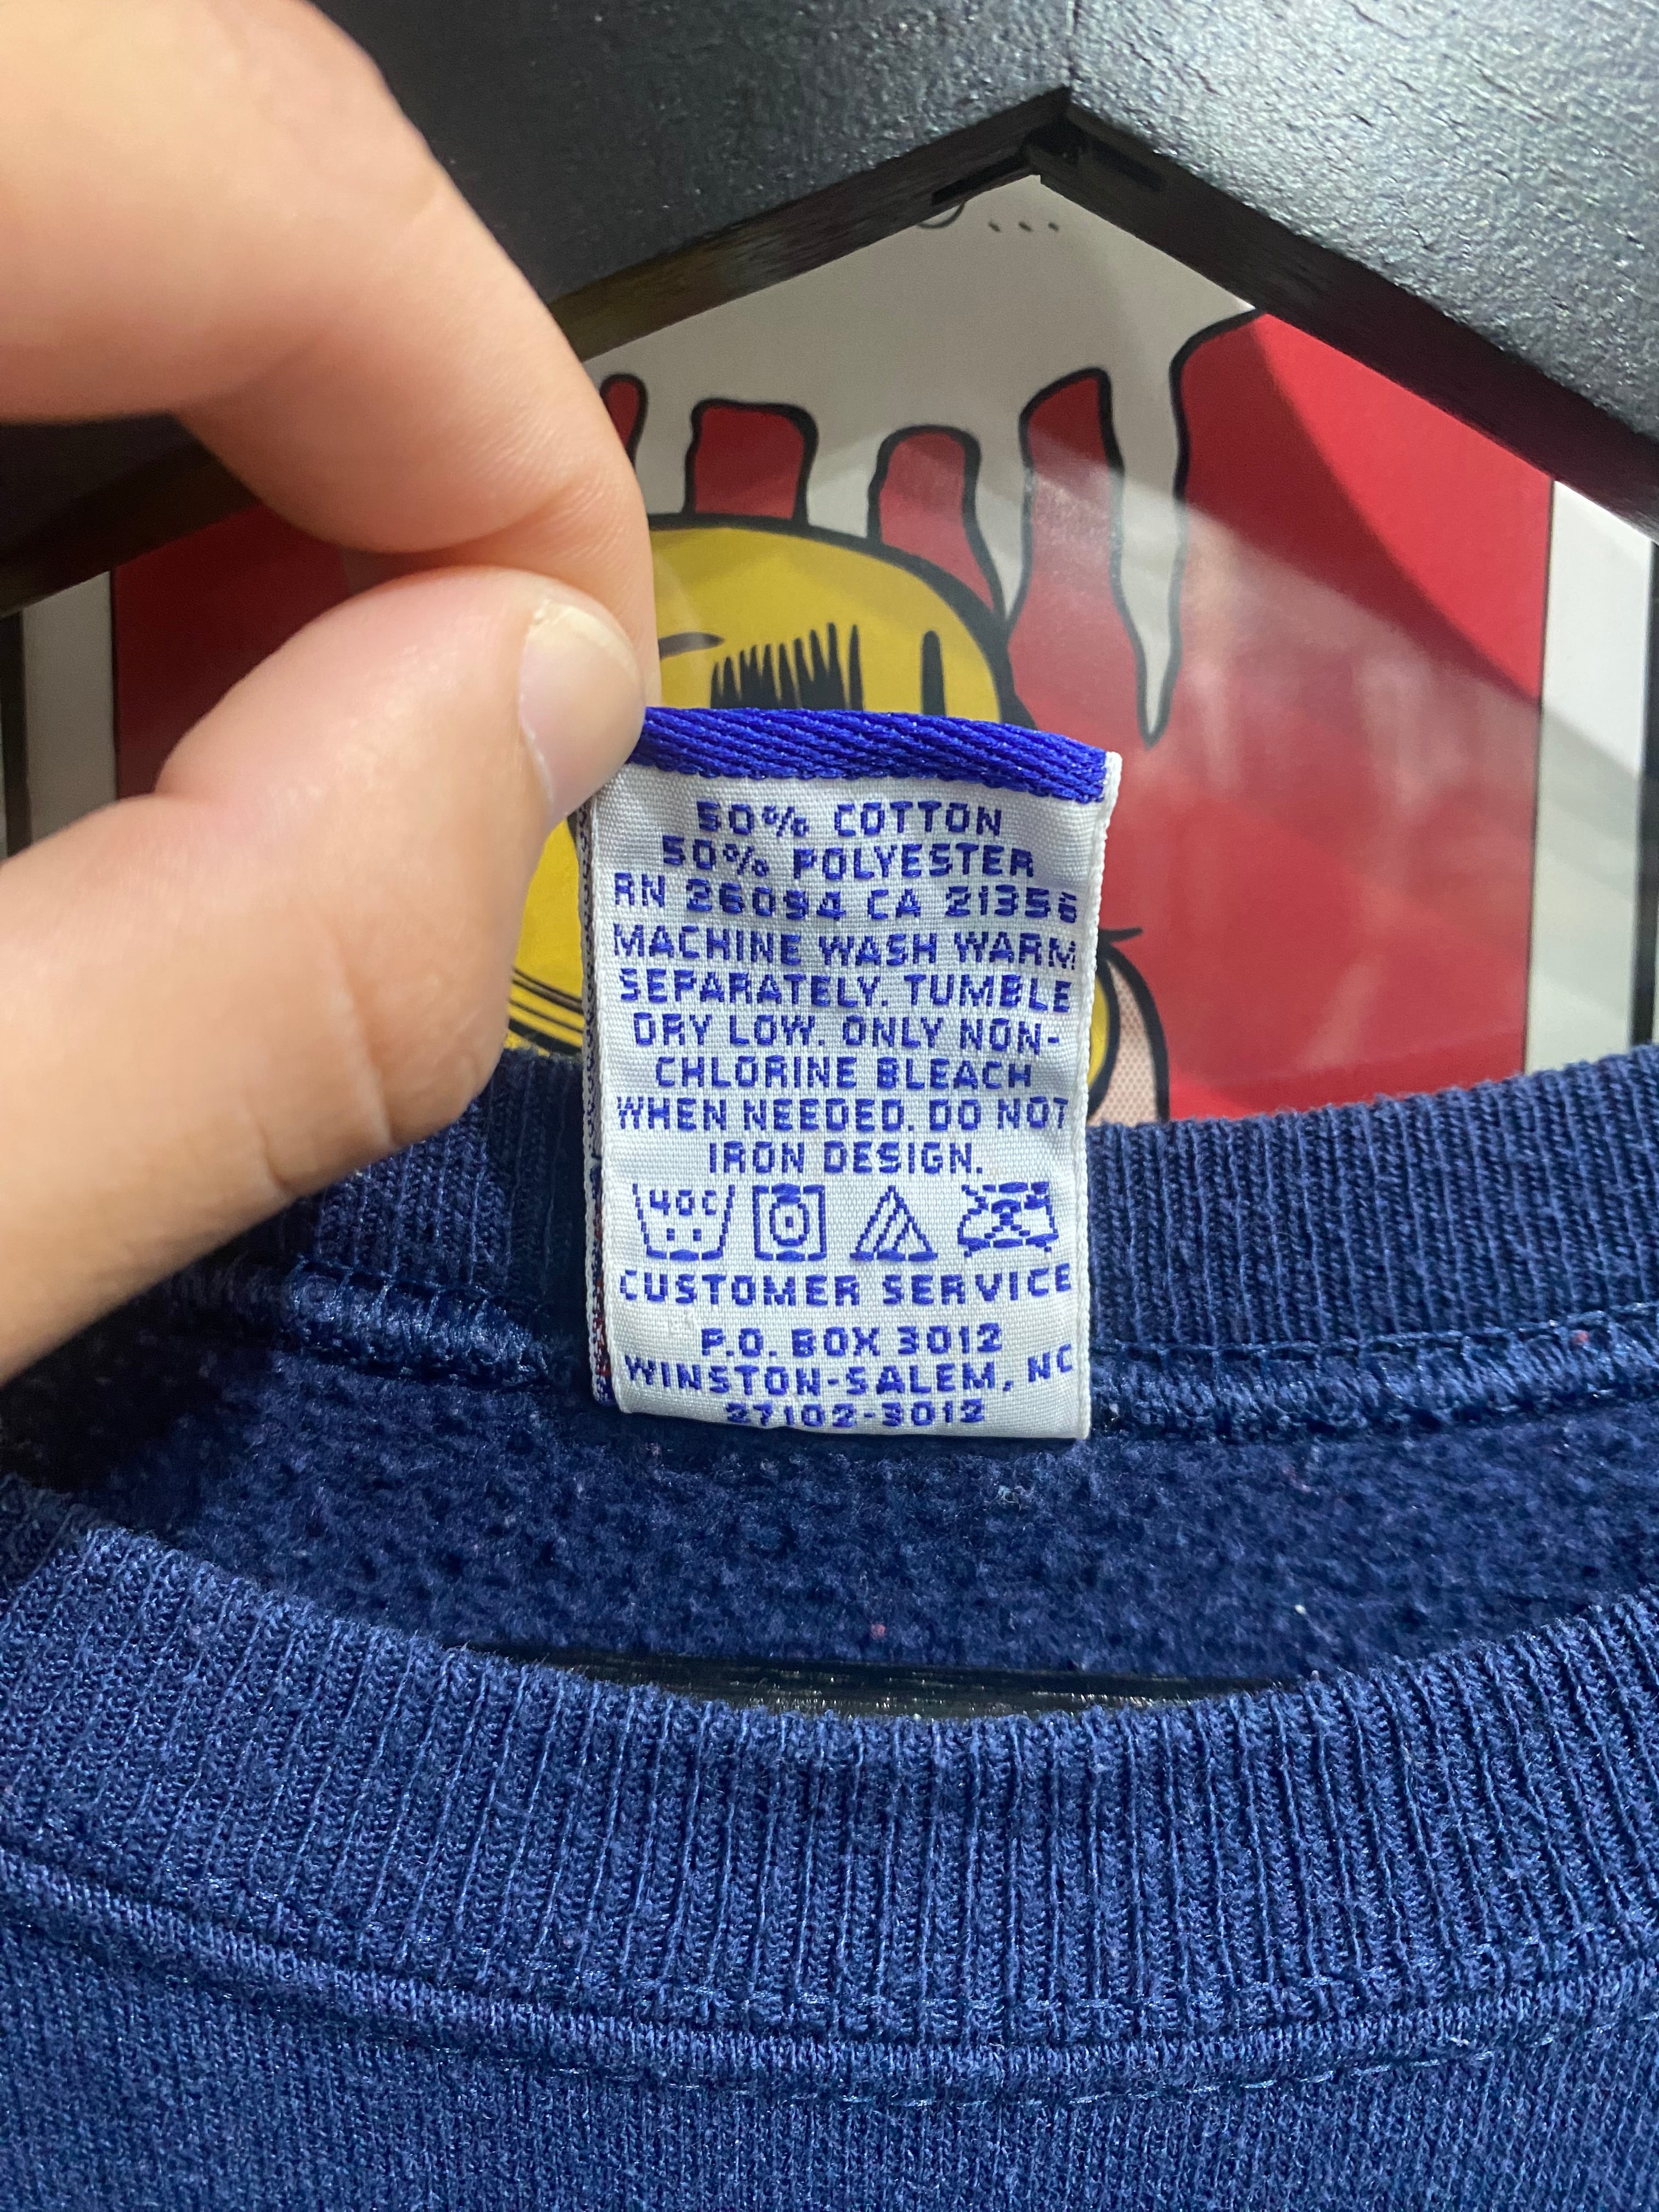 50% COTTON
50% POLYESTER
RN 26094 CA 21356
MACHINE WASH WARM
SEPARATELY. TUMBLE
DRY LOW. ONLY NON-
CHLORINE BLEACH
WHEN NEEDED. DO NOT
IRON DESIGN.
40C
CUSTOMER SERVICE
P.O. BOX 3012
WINSTON-SALEM, NC
27102-3012